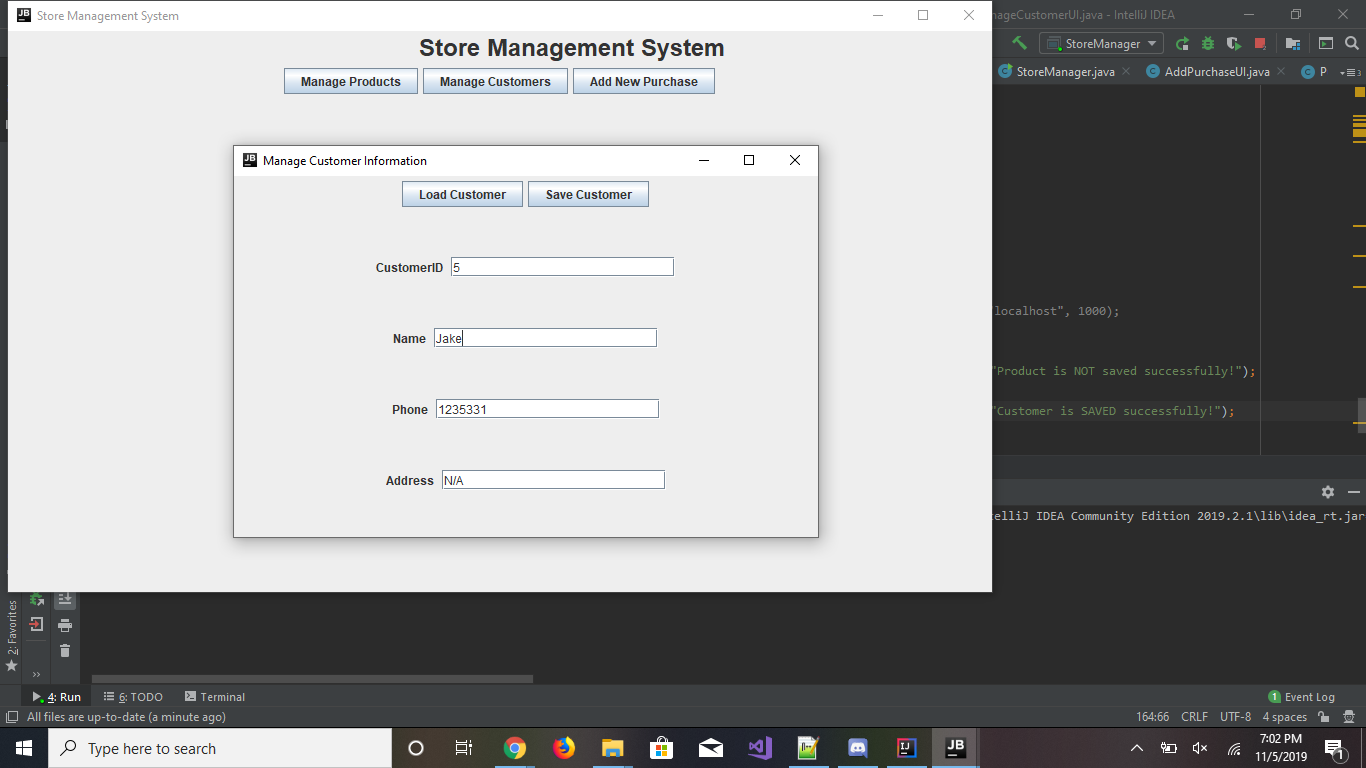 Store Management System
nageCustomerUI.java - IntelliJ IDEA
Store Management System
StoreManager
Manage Products Manage Customers Add New Purchase
StoreManager.java AddPurchaseUI.java P
Manage Customer Information
Load Customer Save Customer
CustomerID 5
Name Jake
Phone 1235331
Address N/A
"localhost", 1000);
"Product is NOT saved successfully!");
"Customer is SAVED successfully!");
telliJ IDEA Community Edition 2019.2.1\lib\idea_rt.jar
2: Favorites
4: Run 6: TODO Terminal Event Log
All files are up-to-date (a minute ago) 164:66 CRLF UTF-8 4 spaces
Type here to search
7:02 PM
11/5/2019